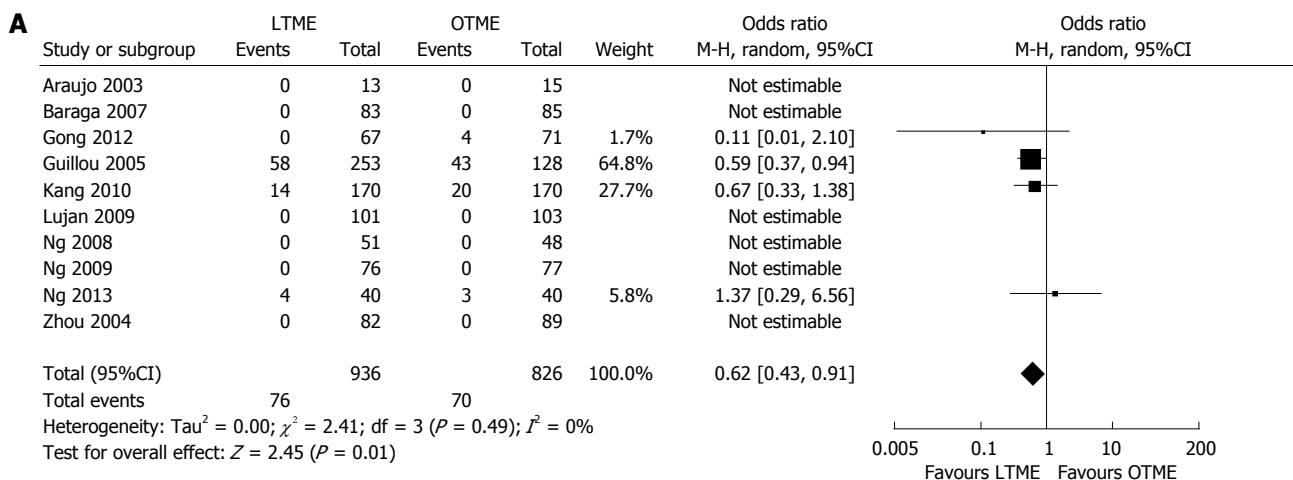 A
LTME OTME Odds ratio Odds ratio
Study or subgroup Events Total Events Total Weight M-H, random, 95%CI M-H, random, 95%CI
Araujo 2003 0 13 0 15 Not estimable
Baraga 2007 0 83 0 85 Not estimable
Gong 2012 0 67 4 71 1.7% 0.11 [0.01, 2.10]
Guillou 2005 58 253 43 128 64.8% 0.59 [0.37, 0.94]
Kang 2010 14 170 20 170 27.7% 0.67 [0.33, 1.38]
Lujan 2009 0 101 0 103 Not estimable
Ng 2008 0 51 0 48 Not estimable
Ng 2009 0 76 0 77 Not estimable
Ng 2013 4 40 3 40 5.8% 1.37 [0.29, 6.56]
Zhou 2004 0 82 0 89 Not estimable
Total (95%CI) 936 826 100.0% 0.62 [0.43, 0.91]
Total events 76 70
Heterogeneity: Tau² = 0.00; χ² = 2.41; df = 3 (P = 0.49); I² = 0%
Test for overall effect: Z = 2.45 (P = 0.01)
0.005 0.1 1 10 200
Favours LTME Favours OTME